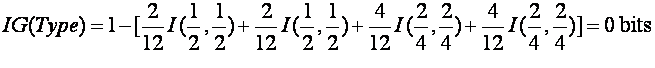 IG(Type) = 1 − [2/12 I(1/2, 1/2) + 2/12 I(1/2, 1/2) + 4/12 I(2/4, 2/4) + 4/12 I(2/4, 2/4)] = 0 bits